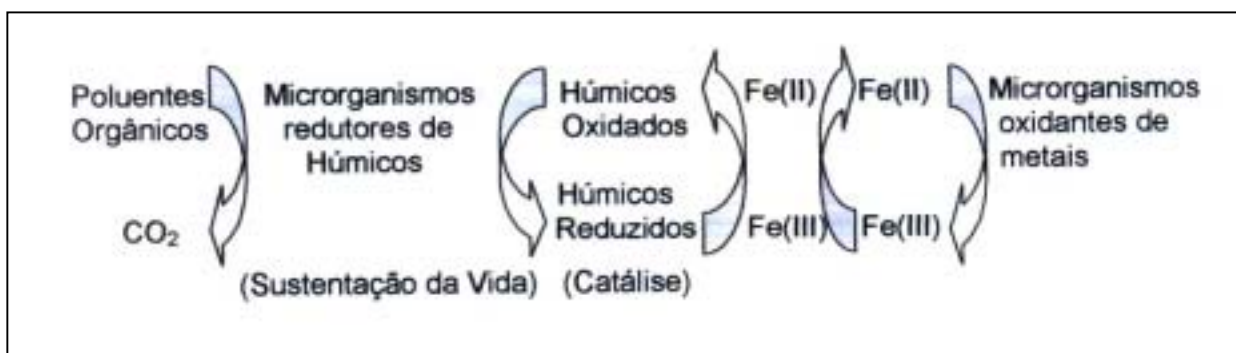 Poluentes
Orgânicos
CO₂
Microrganismos
redutores de
Húmicos
(Sustentação da Vida)
Húmicos
Oxidados
Húmicos
Reduzidos
(Catálise)
Fe(II)
Fe(III)
Fe(II)
Fe(III)
Microrganismos
oxidantes de
metais